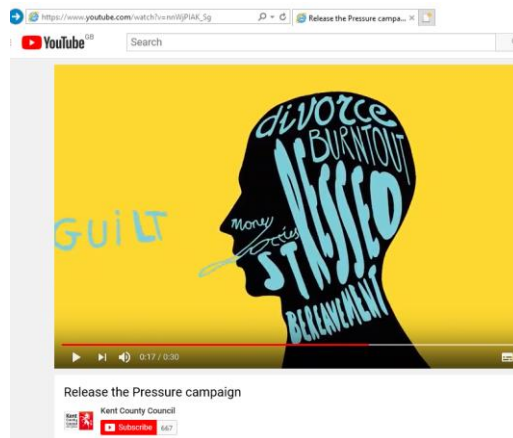 https://www.youtube.com/watch?v=nnWjPIAK_Sg
Release the Pressure campa...
YouTube GB
Search
divorce
BURNTOUT
STRESSED
GUILT
Money
worries
BEREAVEMENT
0:17 / 0:30
Release the Pressure campaign
Kent County Council
Subscribe 667